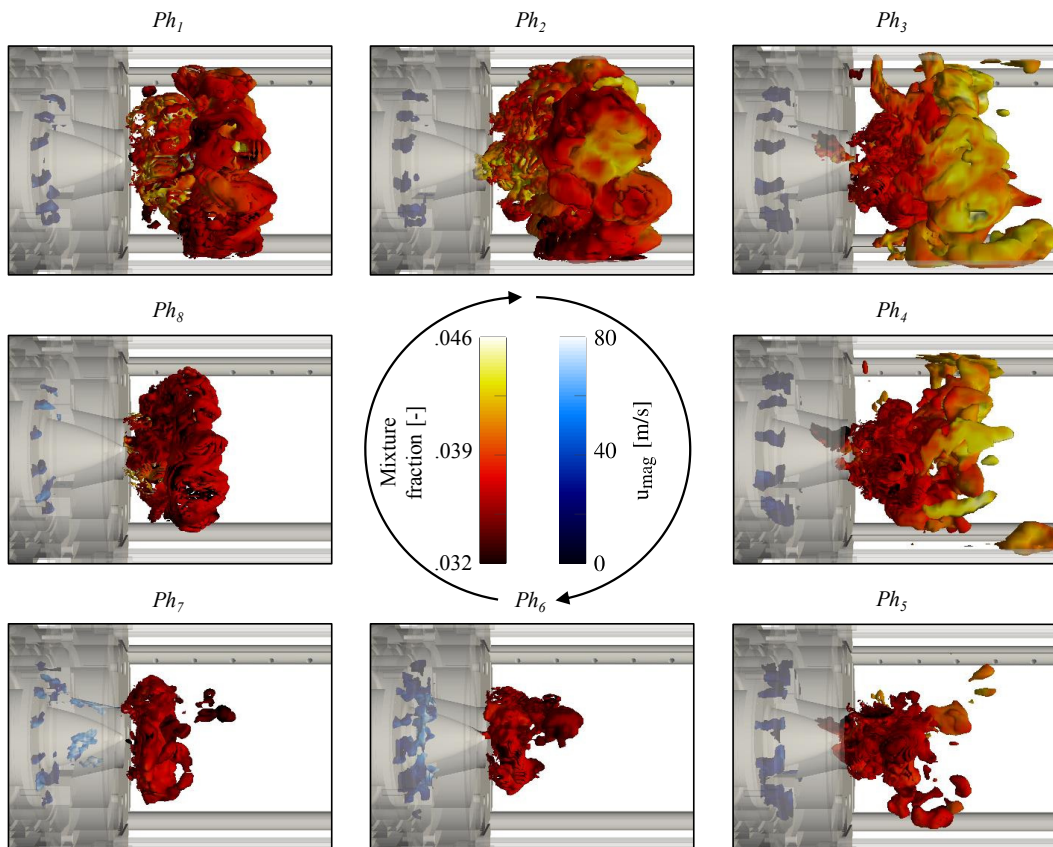 Ph₁
Ph₂
Ph₃
Ph₈
Ph₄
.046
.039
.032
Mixture
fraction [-]
80
40
0
uₘₐg [m/s]
Ph₇
Ph₆
Ph₅